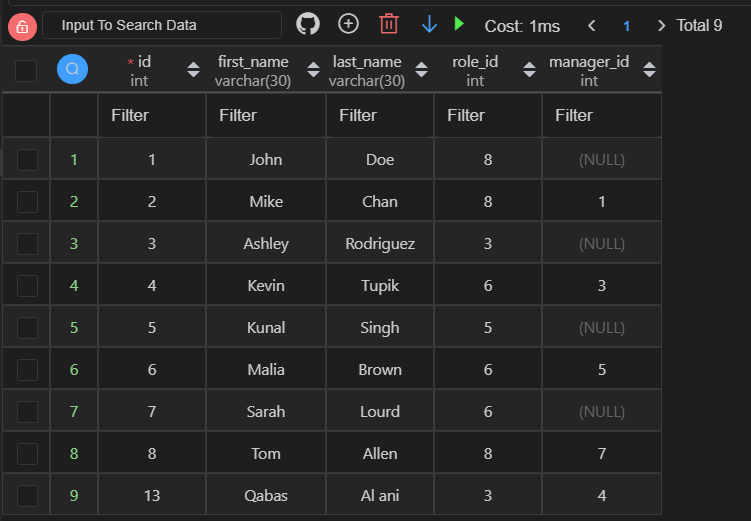 Input To Search Data Cost: 1ms 1 Total 9
* id first_name last_name role_id manager_id
int varchar(30) varchar(30) int int
Filter Filter Filter Filter Filter
1 1 John Doe 8 (NULL)
2 2 Mike Chan 8 1
3 3 Ashley Rodriguez 3 (NULL)
4 4 Kevin Tupik 6 3
5 5 Kunal Singh 5 (NULL)
6 6 Malia Brown 6 5
7 7 Sarah Lourd 6 (NULL)
8 8 Tom Allen 8 7
9 13 Qabas Al ani 3 4